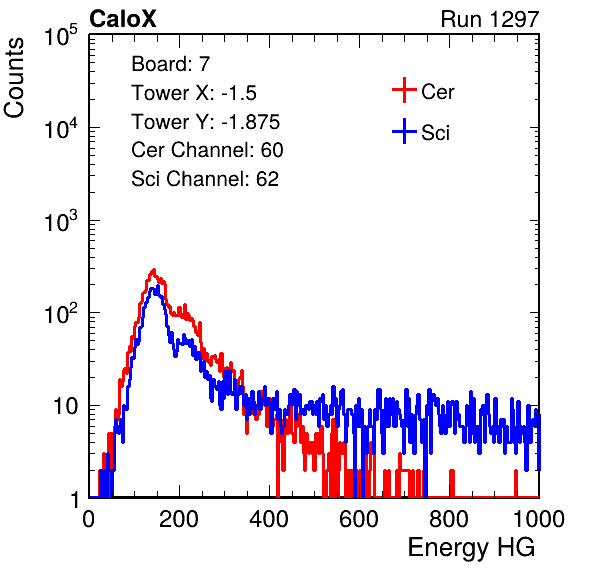 CaloX Run 1297
Counts
10^5
10^4
10^3
10^2
10
1
Board: 7
Tower X: -1.5
Tower Y: -1.875
Cer Channel: 60
Sci Channel: 62
Cer
Sci
0 200 400 600 800 1000
Energy HG